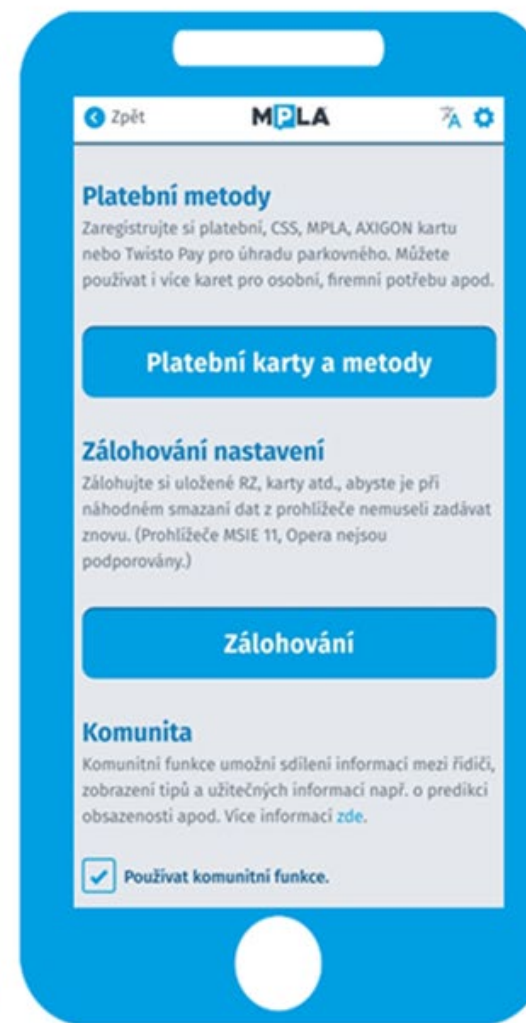 Zpět MPLA
Platební metody
Zaregistrujte si platební, CSS, MPLA, AXIGON kartu
nebo Twisto Pay pro úhradu parkovného. Můžete
používat i více karet pro osobní, firemní potřebu apod.
Platební karty a metody
Zálohování nastavení
Zálohujte si uložené RZ, karty atd., abyste je při
náhodném smazaní dat z prohlížeče nemuseli zadávat
znovu. (Prohlížeče MSIE 11, Opera nejsou
podporovány.)
Zálohování
Komunita
Komunitní funkce umožní sdílení informací mezi řidiči,
zobrazení tipů a užitečných informací např. o predikci
obsazenosti apod. Více informací zde.
Používat komunitní funkce.